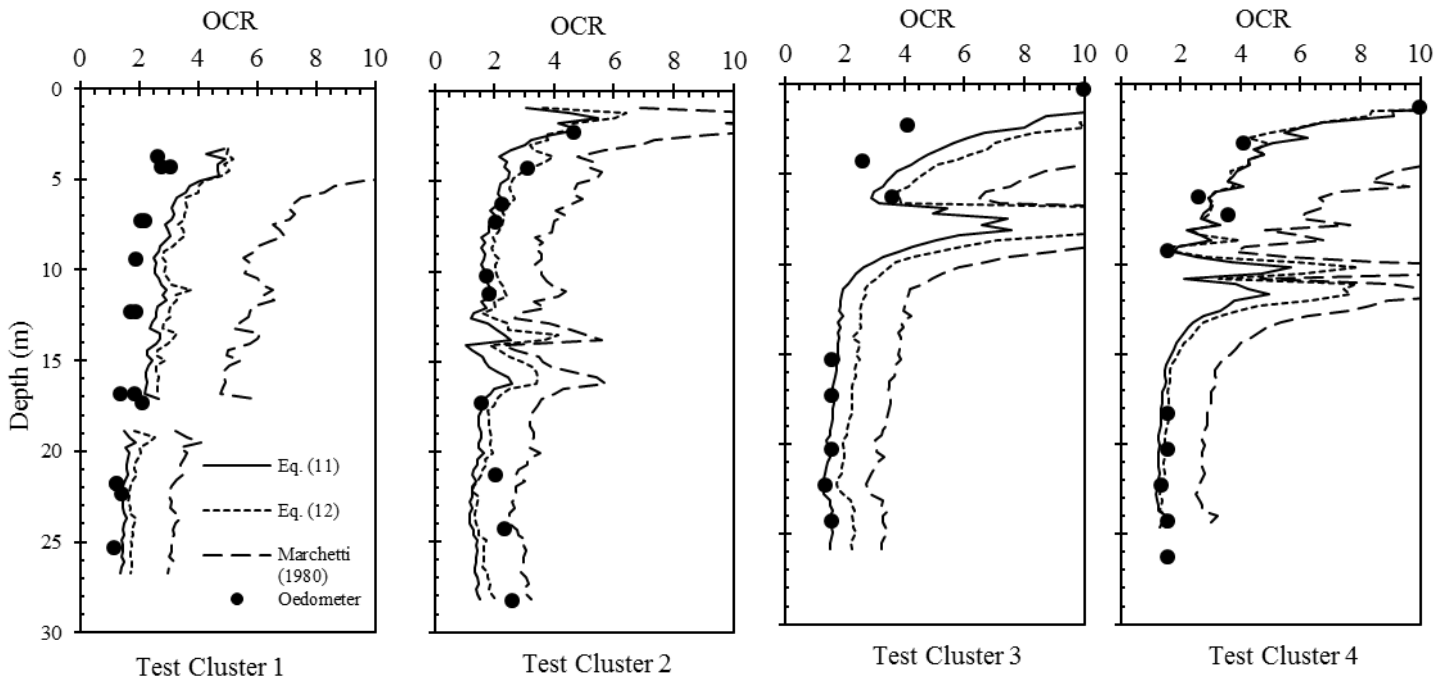 OCR
0 2 4 6 8 10
OCR
0 2 4 6 8 10
OCR
0 2 4 6 8 10
OCR
0 2 4 6 8 10
0
5
10
15
20
25
30
Depth (m)
Eq. (11)
Eq. (12)
Marchetti
(1980)
Oedometer
Test Cluster 1
Test Cluster 2
Test Cluster 3
Test Cluster 4